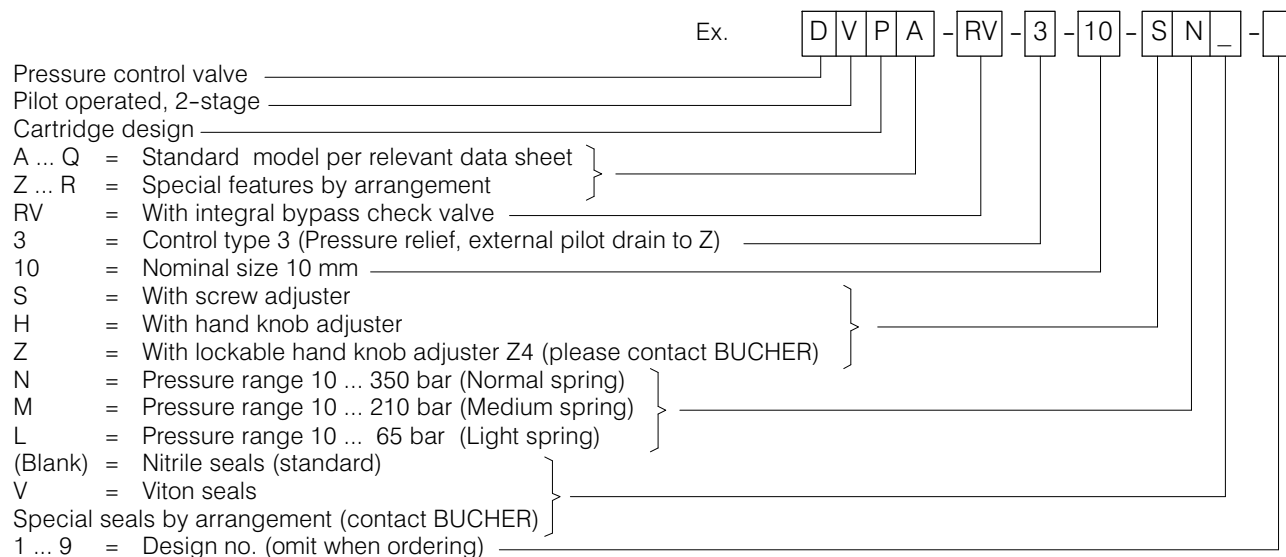 Ex. D V P A - RV - 3 - 10 - S N _ -
Pressure control valve
Pilot operated, 2-stage
Cartridge design
A ... Q = Standard model per relevant data sheet
Z ... R = Special features by arrangement
RV = With integral bypass check valve
3 = Control type 3 (Pressure relief, external pilot drain to Z)
10 = Nominal size 10 mm
S = With screw adjuster
H = With hand knob adjuster
Z = With lockable hand knob adjuster Z4 (please contact BUCHER)
N = Pressure range 10 ... 350 bar (Normal spring)
M = Pressure range 10 ... 210 bar (Medium spring)
L = Pressure range 10 ... 65 bar (Light spring)
(Blank) = Nitrile seals (standard)
V = Viton seals
Special seals by arrangement (contact BUCHER)
1 ... 9 = Design no. (omit when ordering)